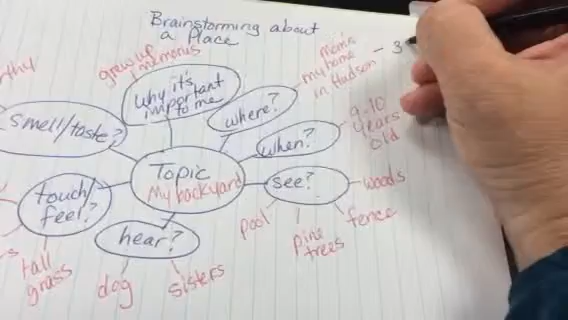 Brainstorming about
a Place
grew up
memories
why it's
important
to me
where?
mom's
my home
in Hudson
- 3
smell/taste?
when?
9-10
years
old
Topic
My backyard
touch/
feel?
see?
woods
fence
pine
trees
pool
hear?
tall
grass
dog
sisters